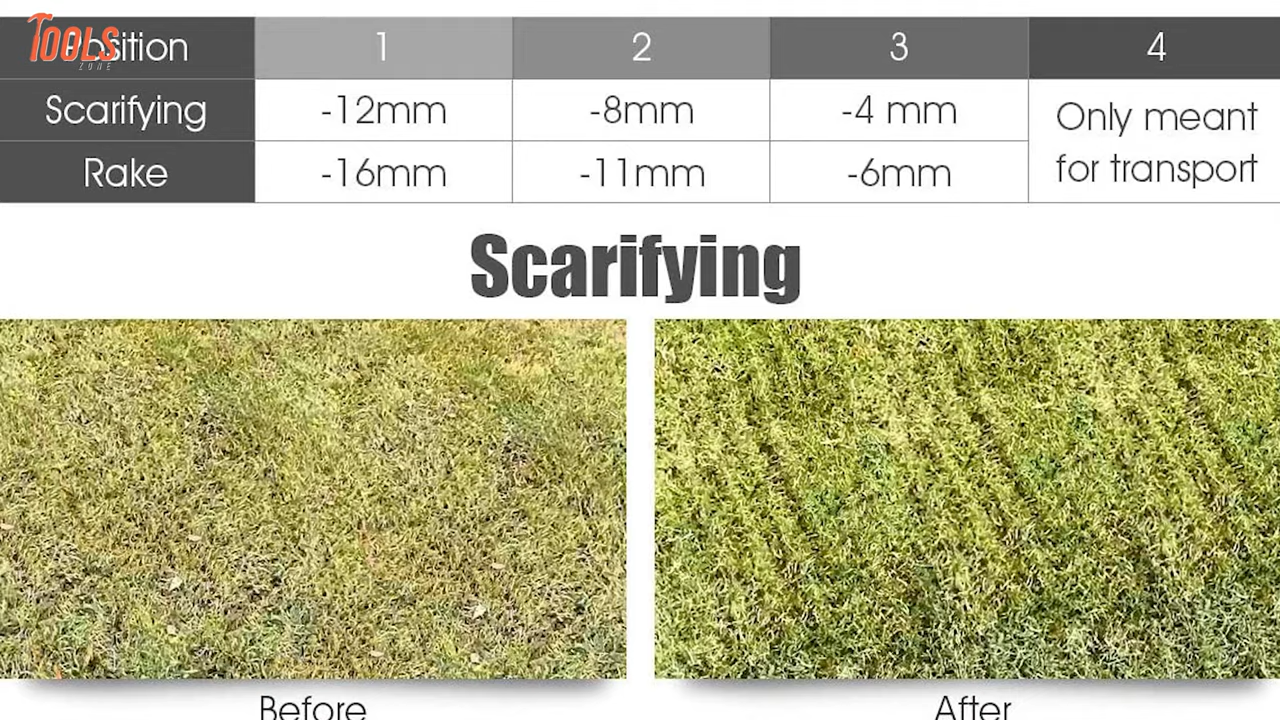 TOOLS
ZONE
Position 1 2 3 4
Scarifying -12mm -8mm -4 mm Only meant
for transport
Rake -16mm -11mm -6mm
Scarifying
Before After